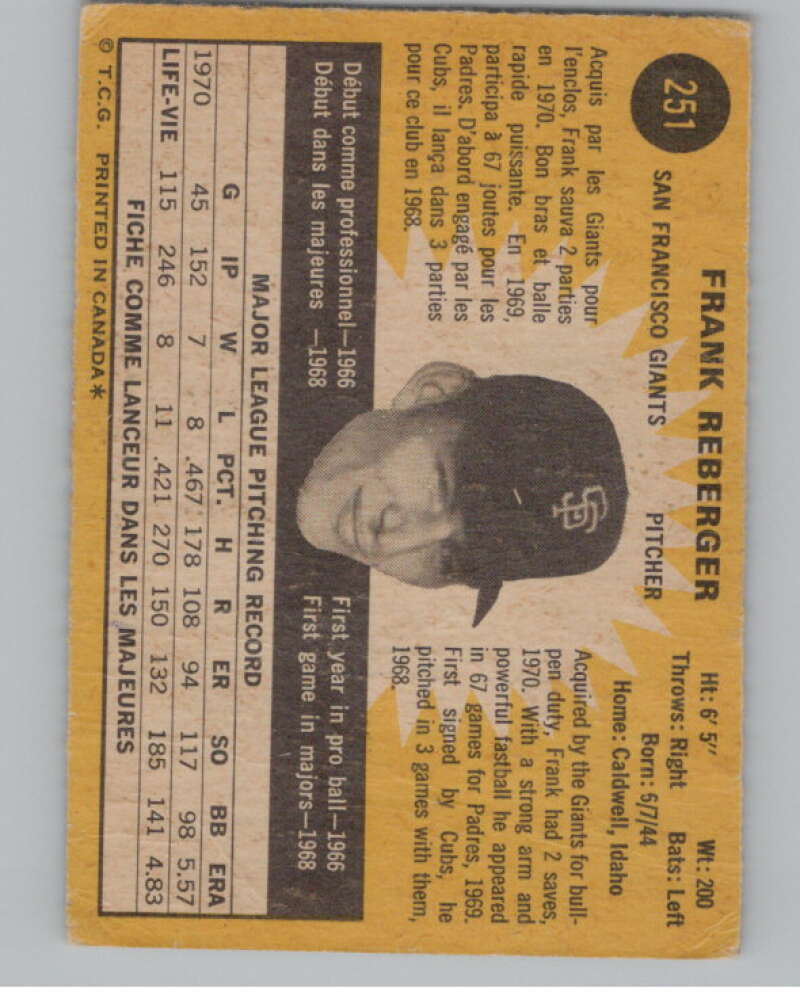 251
FRANK REBERGER
SAN FRANCISCO GIANTS PITCHER
Ht: 6' 5" Wt: 200
Throws: Right Bats: Left
Born: 5/7/44
Home: Caldwell, Idaho
Acquis par les Giants pour
l'enclos, Frank sauva 2 parties
en 1970. Bon bras et balle
rapide puissante. En 1969,
participa à 67 joutes pour les
Padres. D'abord engagé par les
Cubs, il lança dans 3 parties
pour ce club en 1968.
SF
Acquired by the Giants for bull-
pen duty, Frank had 2 saves,
1970. With a strong arm and
powerful fastball he appeared
in 67 games for Padres, 1969.
First signed by Cubs, he
pitched in 3 games with them,
1968.
Début comme professionnel—1966
Début dans les majeures —1968
First year in pro ball—1966
First game in majors—1968
MAJOR LEAGUE PITCHING RECORD
G IP W L PCT. H R ER SO BB ERA
1970 45 152 7 8 .467 178 108 94 117 98 5.57
LIFE-VIE 115 246 8 11 .421 270 150 132 185 141 4.83
FICHE COMME LANCEUR DANS LES MAJEURES
© T.C.G. PRINTED IN CANADA*